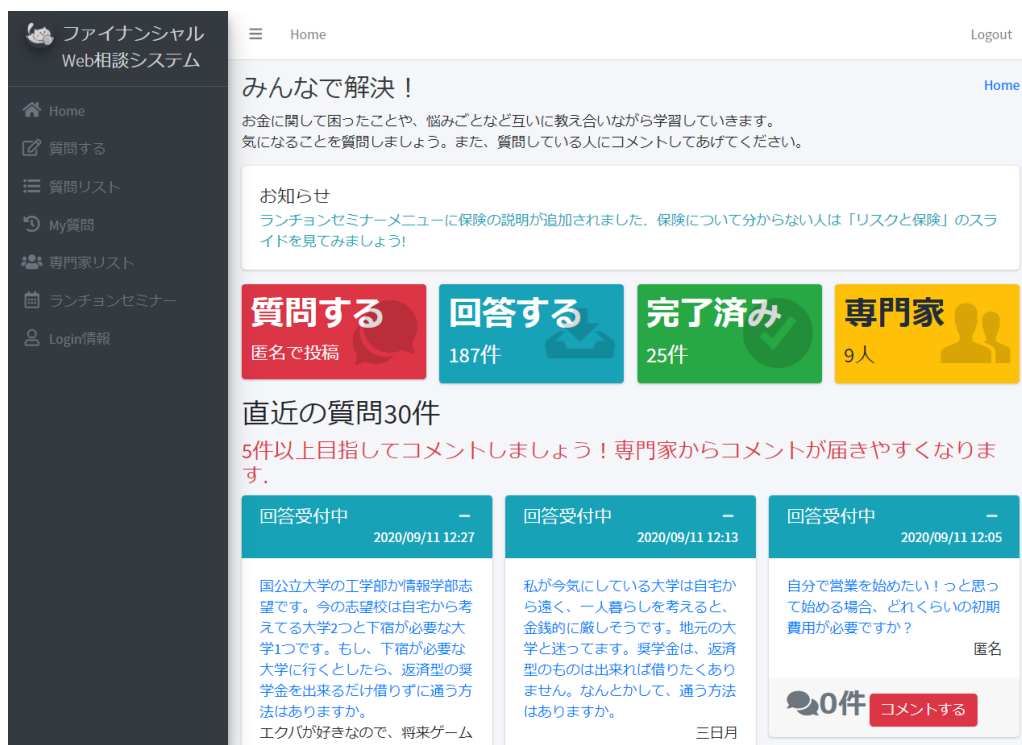 ファイナンシャル
Web相談システム
Home
質問する
質問リスト
My質問
専門家リスト
ランチョンセミナー
Login情報
Home
Logout
みんなで解決！
Home
お金に関して困ったことや、悩みごとなど互いに教え合いながら学習していきます。
気になることを質問しましょう。また、質問している人にコメントしてあげてください。
お知らせ
ランチョンセミナーメニューに保険の説明が追加されました．保険について分からない人は「リスクと保険」のスラ
イドを見てみましょう!
質問する
匿名で投稿
回答する
187件
完了済み
25件
専門家
9人
直近の質問30件
5件以上目指してコメントしましょう！専門家からコメントが届きやすくなりま
す．
回答受付中
2020/09/11 12:27
国公立大学の工学部か情報学部志
望です。今の志望校は自宅から考
えてる大学2つと下宿が必要な大
学1つです。もし、下宿が必要な
大学に行くとしたら、返済型の奨
学金を出来るだけ借りずに通う方
法はありますか。
エクバが好きなので、将来ゲーム
回答受付中
2020/09/11 12:13
私が今気にしている大学は自宅か
ら遠く、一人暮らしを考えると、
金銭的に厳しそうです。地元の大
学と迷ってます。奨学金は、返済
型のものは出来れば借りたくあり
ません。なんとかして、通う方法
はありますか。
三日月
回答受付中
2020/09/11 12:05
自分で営業を始めたい！っと思っ
て始める場合、どれくらいの初期
費用が必要ですか？
匿名
0件
コメントする